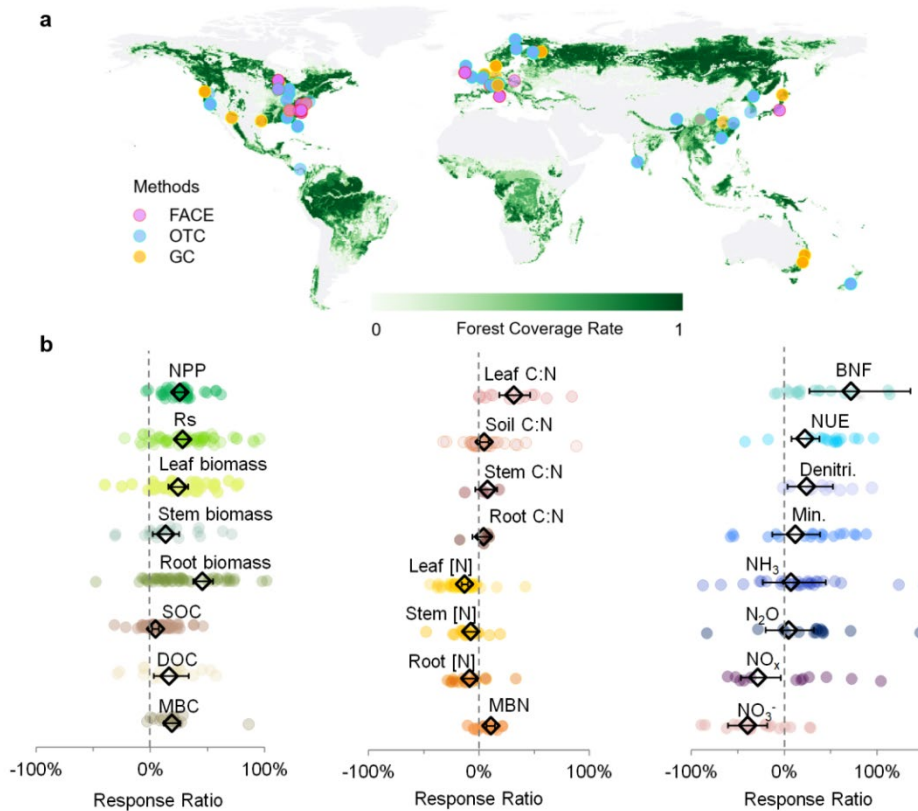 a
Methods
FACE
OTC
GC
0 Forest Coverage Rate 1
b
NPP
Rs
Leaf biomass
Stem biomass
Root biomass
SOC
DOC
MBC
-100% 0% 100%
Response Ratio
Leaf C:N
Soil C:N
Stem C:N
Root C:N
Leaf [N]
Stem [N]
Root [N]
MBN
-100% 0% 100%
Response Ratio
BNF
NUE
Denitri.
Min.
NH₃
N₂O
NOₓ
NO₃⁻
-100% 0% 100%
Response Ratio